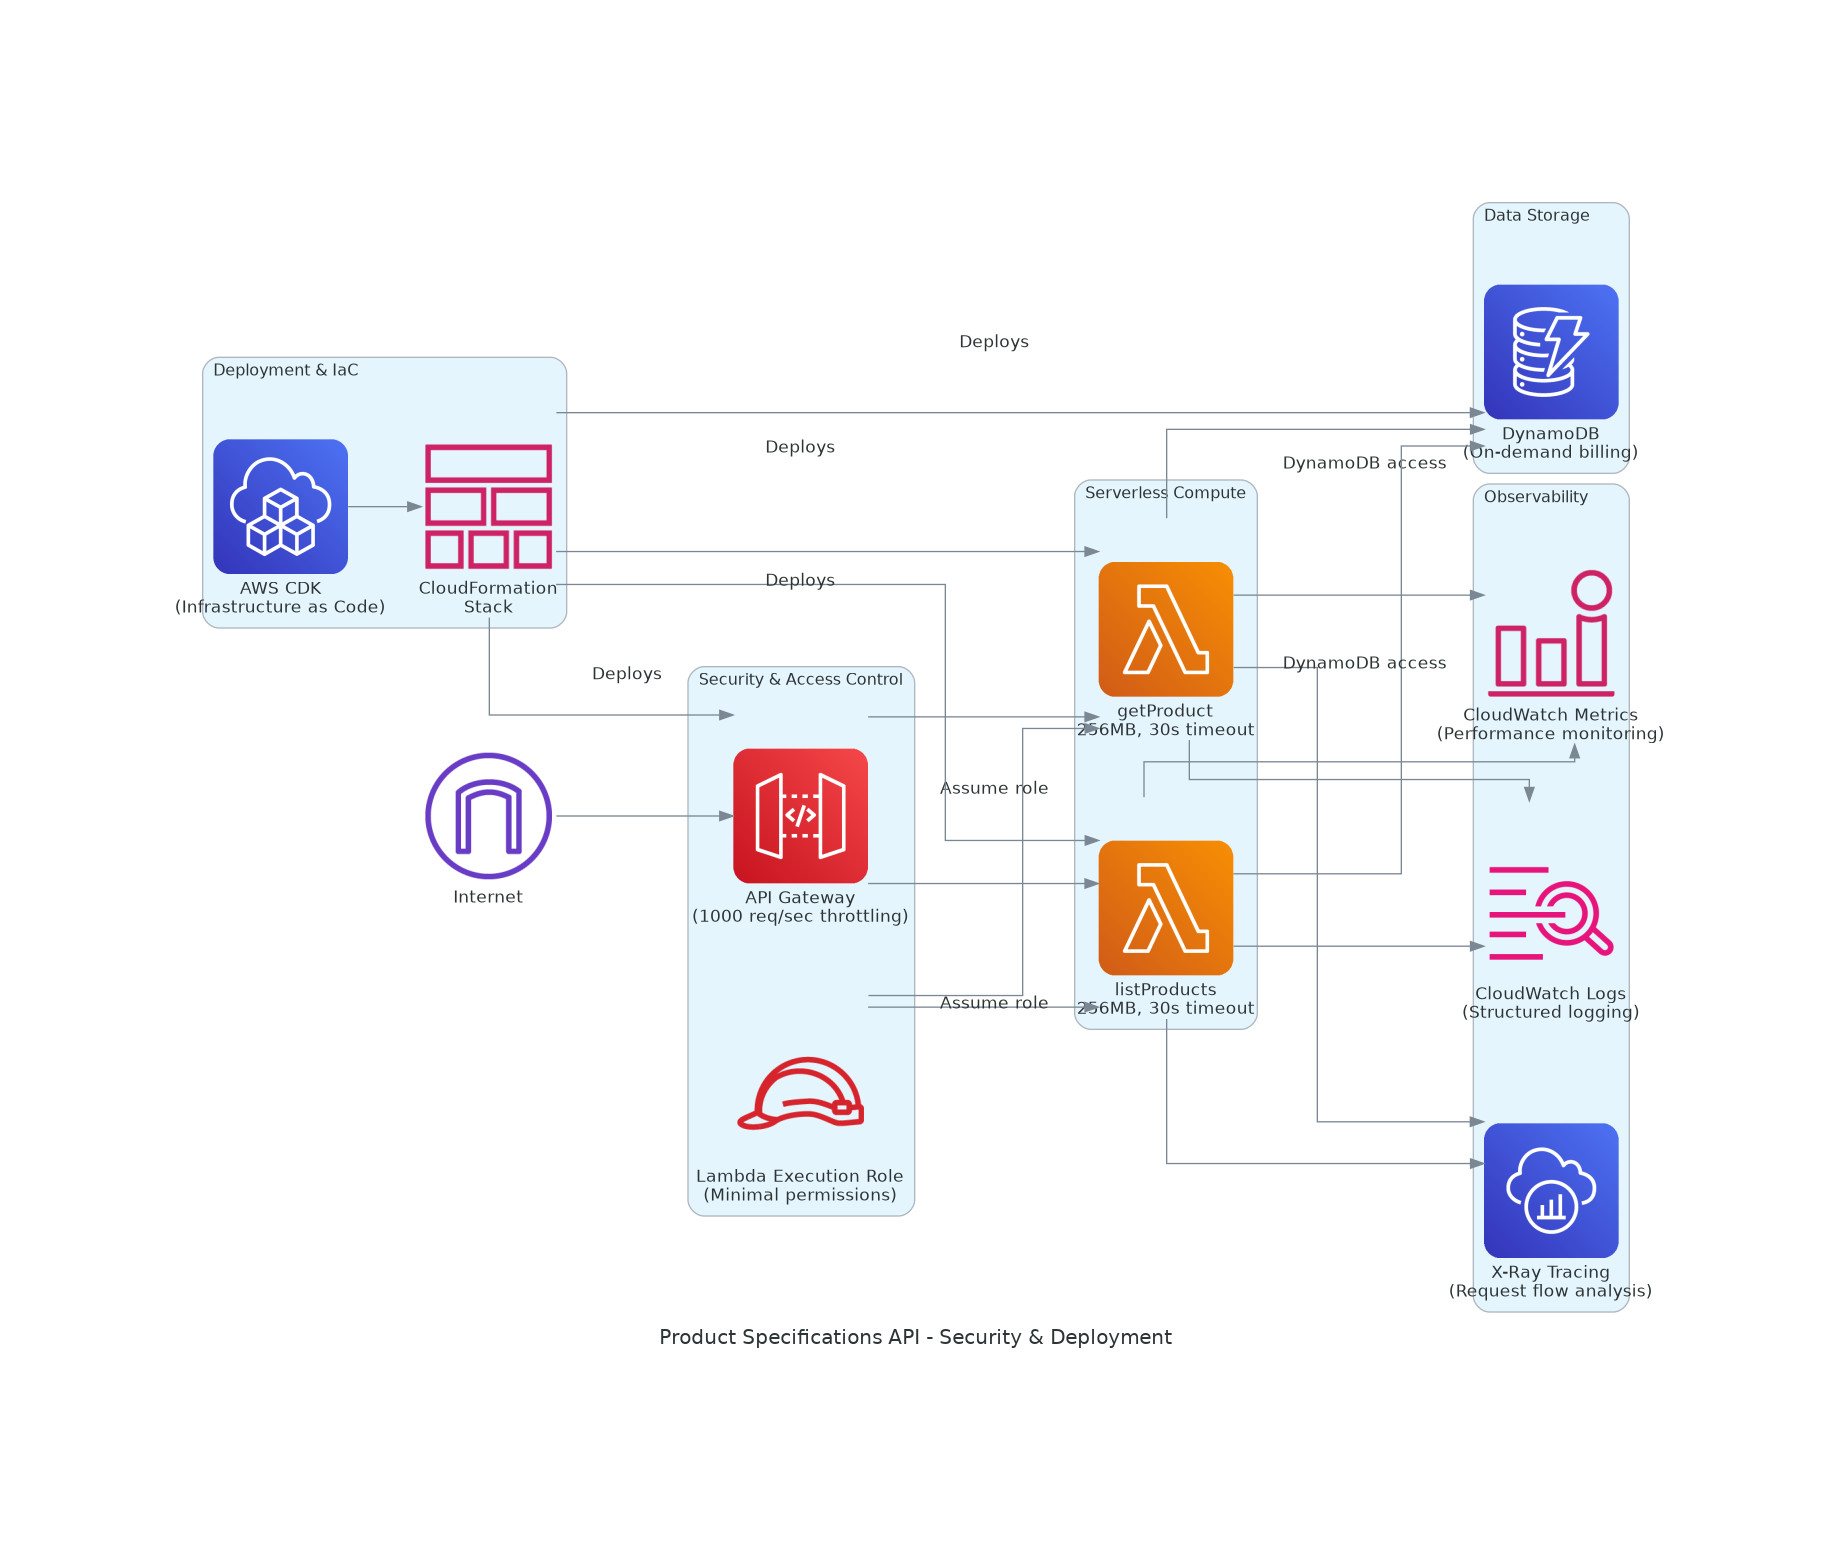 Data Storage
DynamoDB
(On-demand billing)
Deploys
Deployment & IaC
AWS CDK
(Infrastructure as Code)
CloudFormation
Stack
Deploys
Deploys
Deploys
DynamoDB access
DynamoDB access
Serverless Compute
getProduct
256MB, 30s timeout
listProducts
256MB, 30s timeout
Observability
CloudWatch Metrics
(Performance monitoring)
CloudWatch Logs
(Structured logging)
X-Ray Tracing
(Request flow analysis)
Security & Access Control
API Gateway
(1000 req/sec throttling)
Internet
Assume role
Assume role
Lambda Execution Role
(Minimal permissions)
Product Specifications API - Security & Deployment